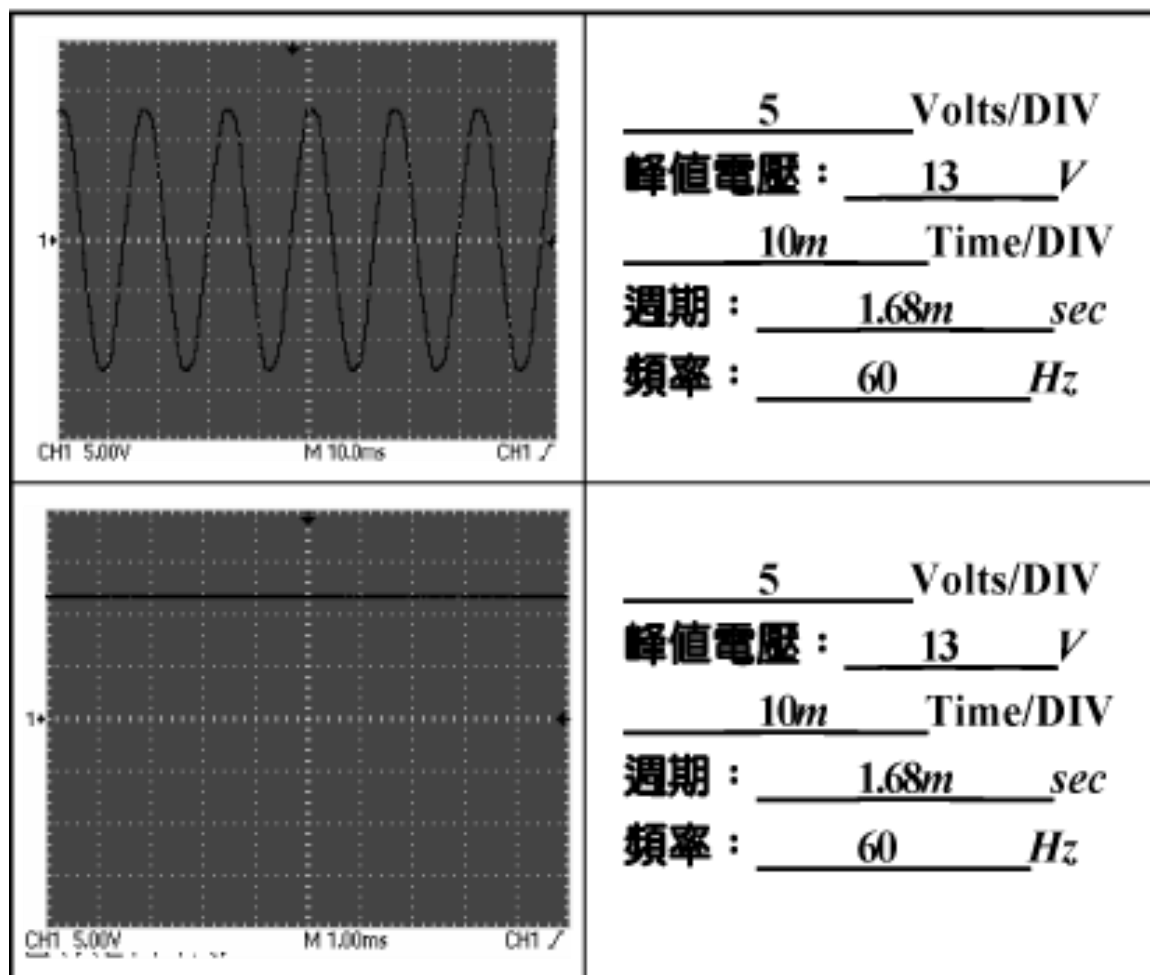 1
CH1 5.00V M 10.0ms CH1
5 Volts/DIV
峰值電壓：13 V
10m Time/DIV
週期：1.68m sec
頻率：60 Hz
1
CH1 5.00V M 1.00ms CH1
5 Volts/DIV
峰值電壓：13 V
10m Time/DIV
週期：1.68m sec
頻率：60 Hz